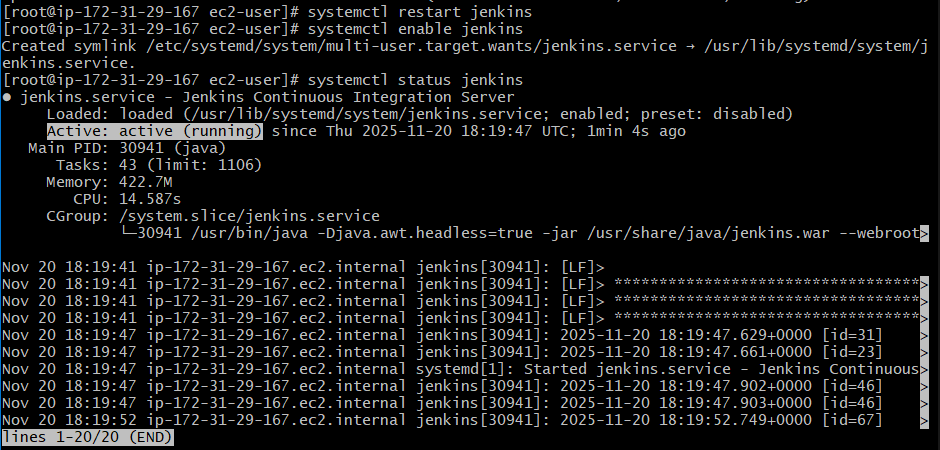 [root@ip-172-31-29-167 ec2-user]# systemctl restart jenkins
[root@ip-172-31-29-167 ec2-user]# systemctl enable jenkins
Created symlink /etc/systemd/system/multi-user.target.wants/jenkins.service → /usr/lib/systemd/system/j
enkins.service.
[root@ip-172-31-29-167 ec2-user]# systemctl status jenkins
● jenkins.service - Jenkins Continuous Integration Server
     Loaded: loaded (/usr/lib/systemd/system/jenkins.service; enabled; preset: disabled)
     Active: active (running) since Thu 2025-11-20 18:19:47 UTC; 1min 4s ago
   Main PID: 30941 (java)
      Tasks: 43 (limit: 1106)
     Memory: 422.7M
        CPU: 14.587s
     CGroup: /system.slice/jenkins.service
             └─30941 /usr/bin/java -Djava.awt.headless=true -jar /usr/share/java/jenkins.war --webroot>
Nov 20 18:19:41 ip-172-31-29-167.ec2.internal jenkins[30941]: [LF]>
Nov 20 18:19:41 ip-172-31-29-167.ec2.internal jenkins[30941]: [LF]> **********************************>
Nov 20 18:19:41 ip-172-31-29-167.ec2.internal jenkins[30941]: [LF]> **********************************>
Nov 20 18:19:41 ip-172-31-29-167.ec2.internal jenkins[30941]: [LF]> **********************************>
Nov 20 18:19:47 ip-172-31-29-167.ec2.internal jenkins[30941]: 2025-11-20 18:19:47.629+0000 [id=31]    >
Nov 20 18:19:47 ip-172-31-29-167.ec2.internal jenkins[30941]: 2025-11-20 18:19:47.661+0000 [id=23]    >
Nov 20 18:19:47 ip-172-31-29-167.ec2.internal systemd[1]: Started jenkins.service - Jenkins Continuous>
Nov 20 18:19:47 ip-172-31-29-167.ec2.internal jenkins[30941]: 2025-11-20 18:19:47.902+0000 [id=46]    >
Nov 20 18:19:47 ip-172-31-29-167.ec2.internal jenkins[30941]: 2025-11-20 18:19:47.903+0000 [id=46]    >
Nov 20 18:19:52 ip-172-31-29-167.ec2.internal jenkins[30941]: 2025-11-20 18:19:52.749+0000 [id=67]    >
lines 1-20/20 (END)